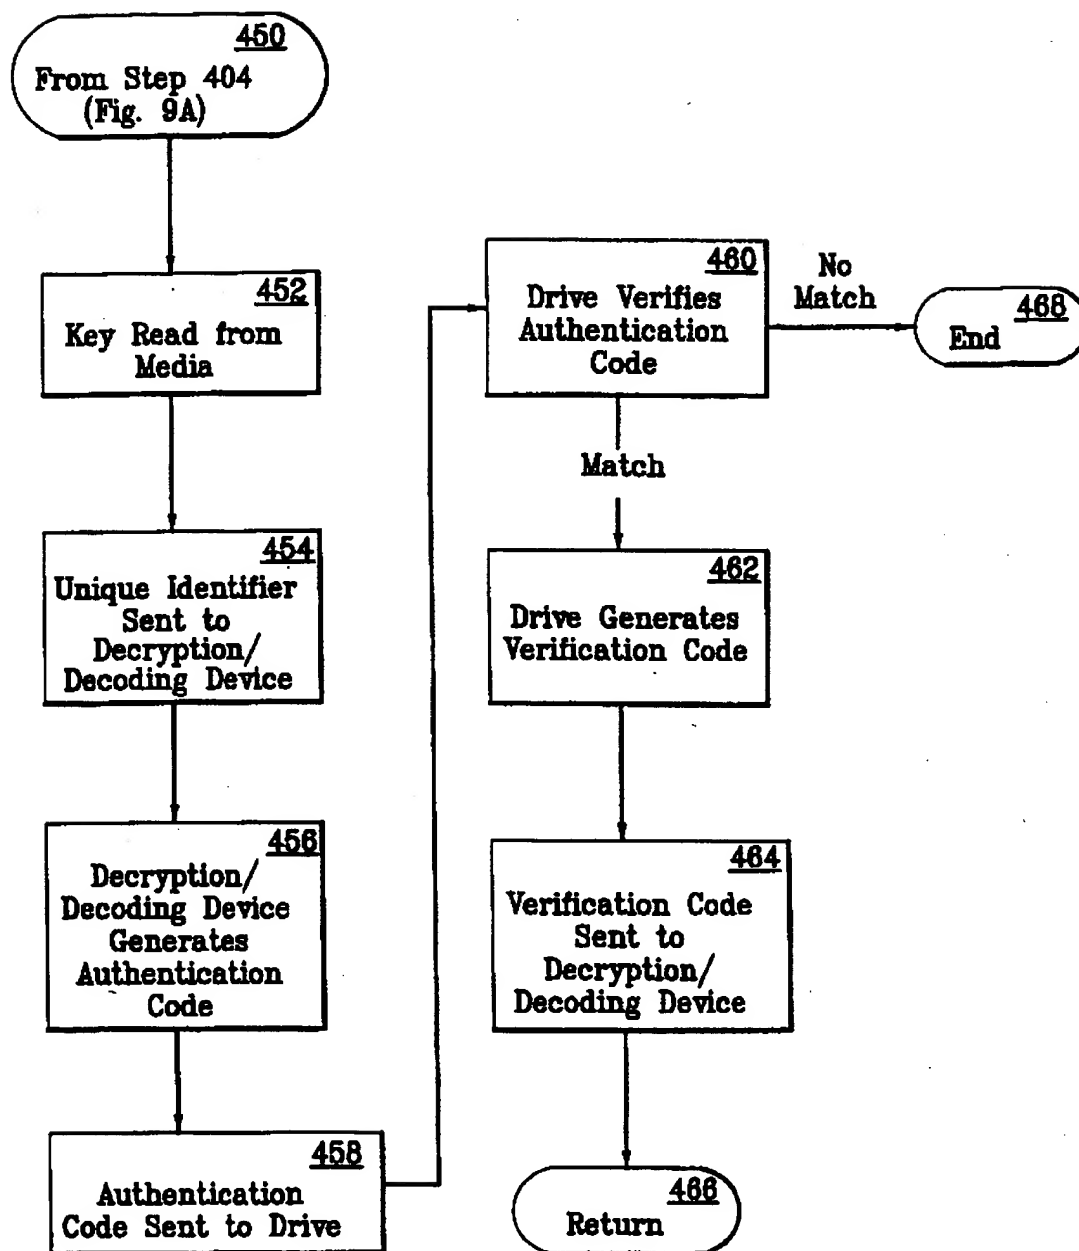 450
From Step 404
(Fig. 9A)
452
Key Read from
Media
454
Unique Identifier
Sent to
Decryption/
Decoding Device
456
Decryption/
Decoding Device
Generates
Authentication
Code
458
Authentication
Code Sent to Drive
460
Drive Verifies
Authentication
Code
No
Match
468
End
Match
462
Drive Generates
Verification Code
464
Verification Code
Sent to
Decryption/
Decoding Device
466
Return